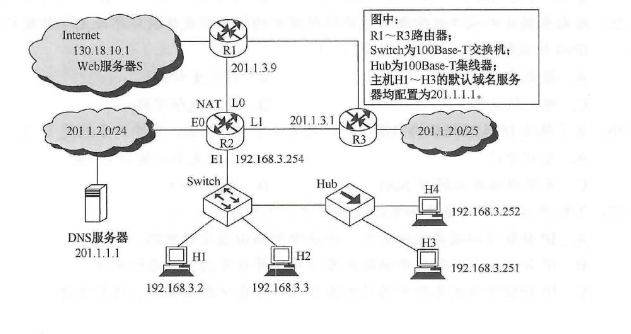 Internet
130.18.10.1
Web服务器S
R1
图中:
R1～R3路由器;
Switch为100Base-T交换机;
Hub为100Base-T集线器;
主机H1～H3的默认域名服务
器均配置为201.1.1.1。
201.1.3.9
NAT L0
201.1.2.0/24
E0
L1
201.1.3.1
R2
R3
201.1.2.0/25
E1
192.168.3.254
Switch
Hub
H4
192.168.3.252
DNS服务器
201.1.1.1
H1
H2
H3
192.168.3.251
192.168.3.2
192.168.3.3